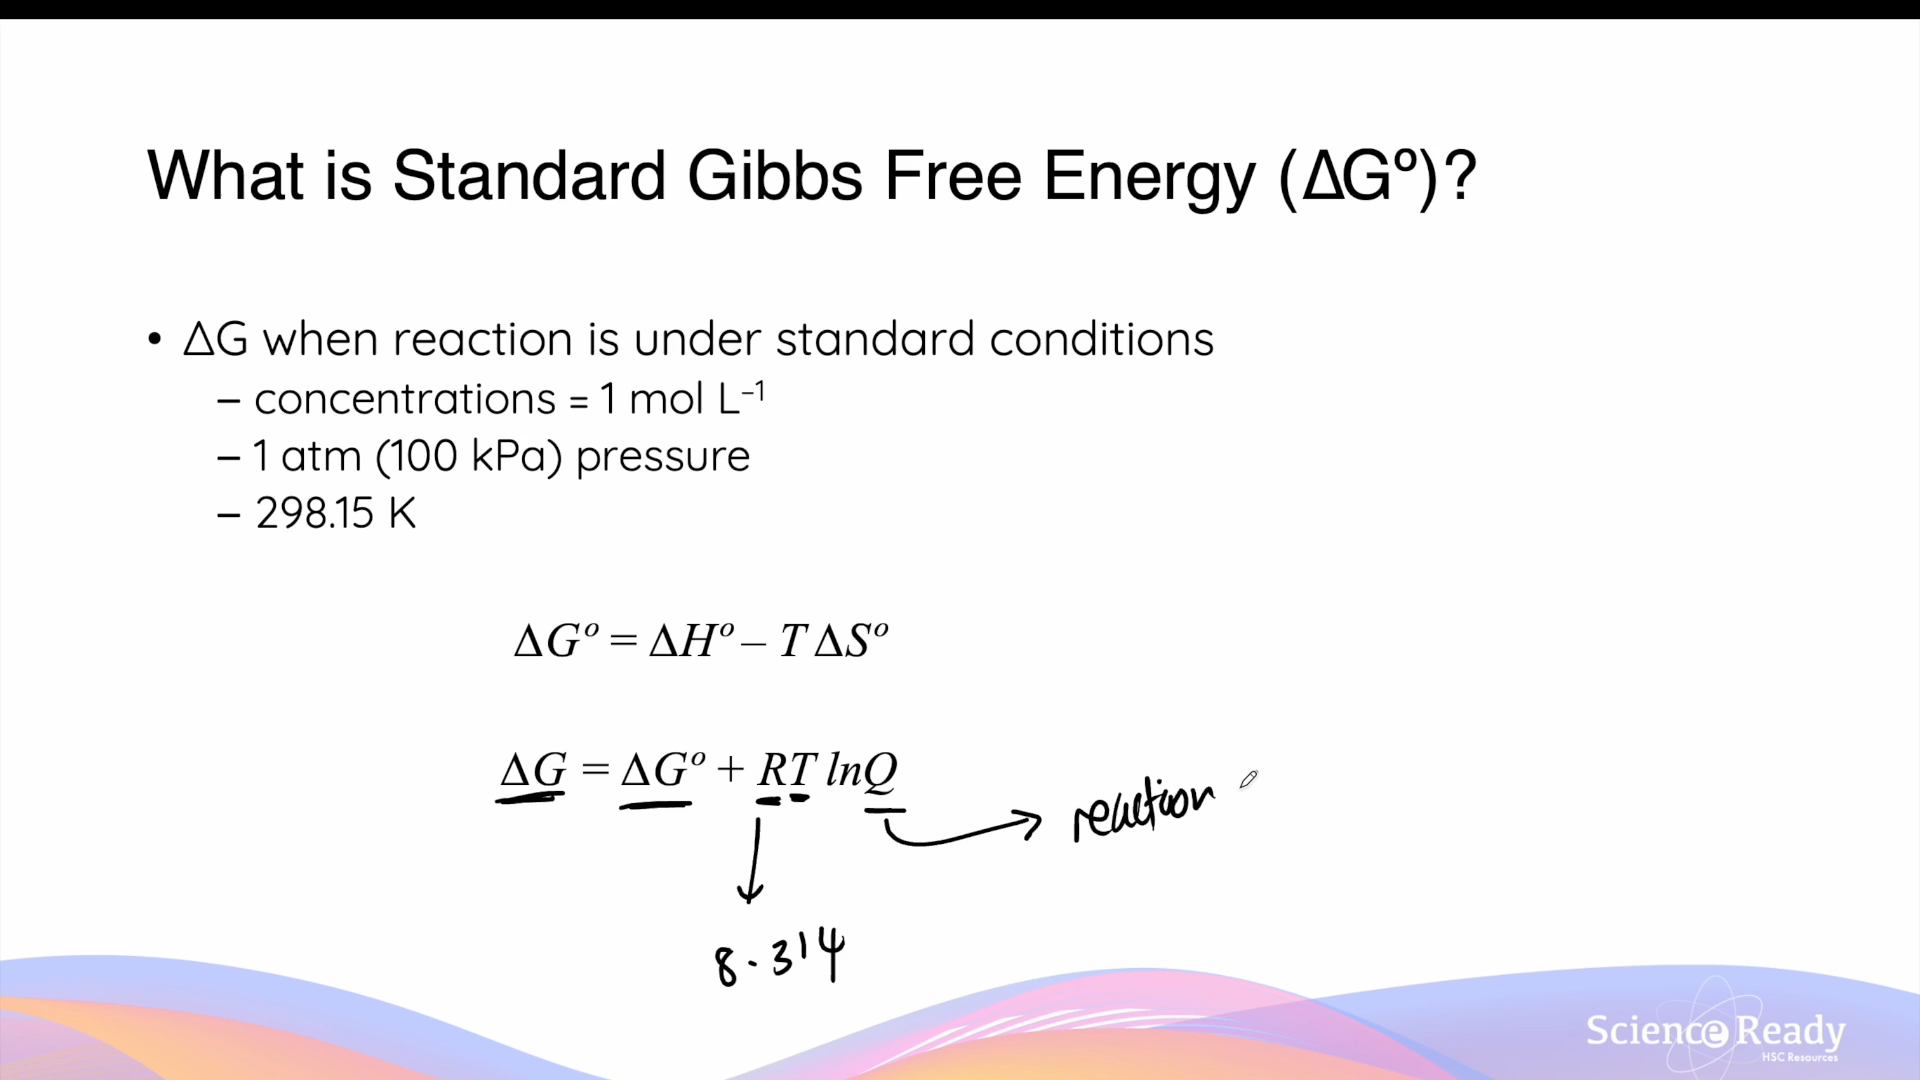 What is Standard Gibbs Free Energy (ΔGº)?
• ΔG when reaction is under standard conditions
– concentrations = 1 mol L⁻¹
– 1 atm (100 kPa) pressure
– 298.15 K
ΔGº = ΔHº – T ΔSº
ΔG = ΔGº + RT lnQ
reaction
8.314
Science Ready
HSC Resources